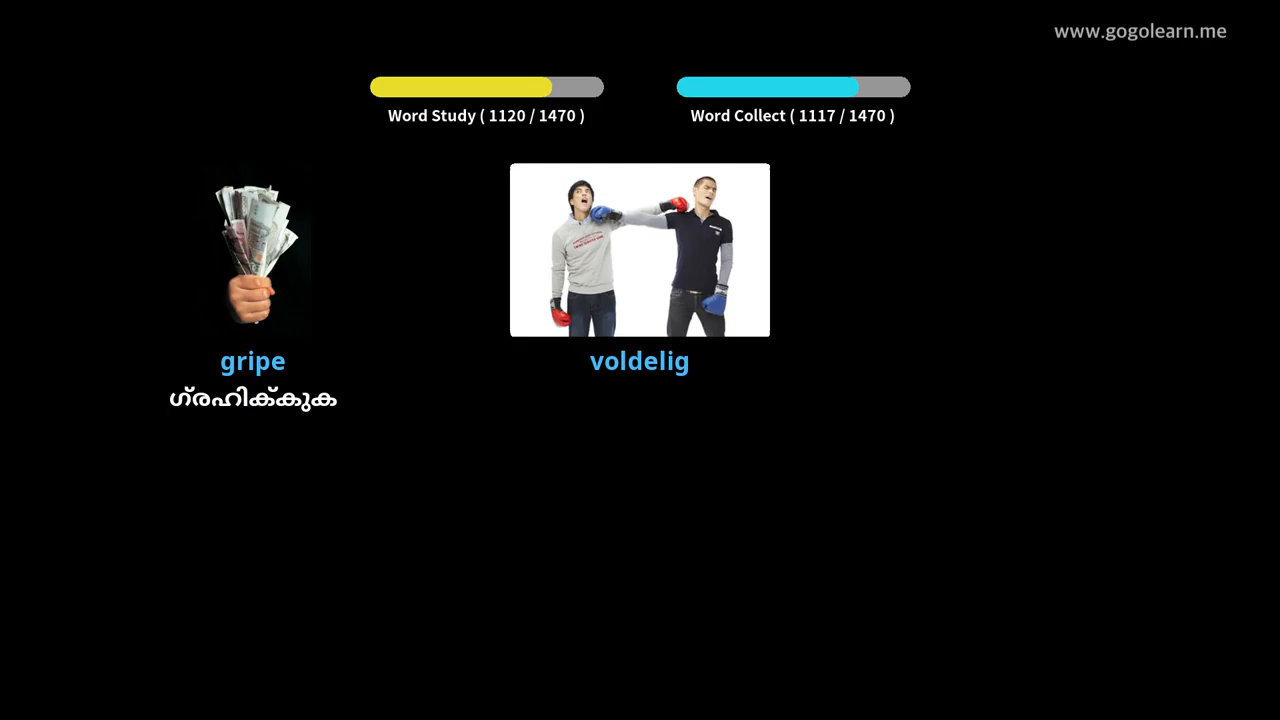 www.gogolearn.me
Word Study ( 1120 / 1470 )
Word Collect ( 1117 / 1470 )
gripe
voldelig
ഗ്രഹിക്കുക